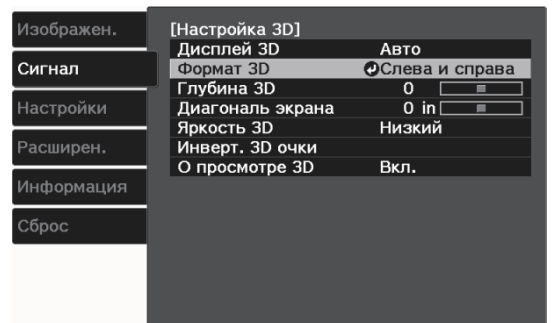 Изображен.
Сигнал
Настройки
Расширен.
Информация
Сброс
[Настройка 3D]
Дисплей 3D Авто
Формат 3D Слева и справа
Глубина 3D 0
Диагональ экрана 0 in
Яркость 3D Низкий
Инверт. 3D очки
О просмотре 3D Вкл.